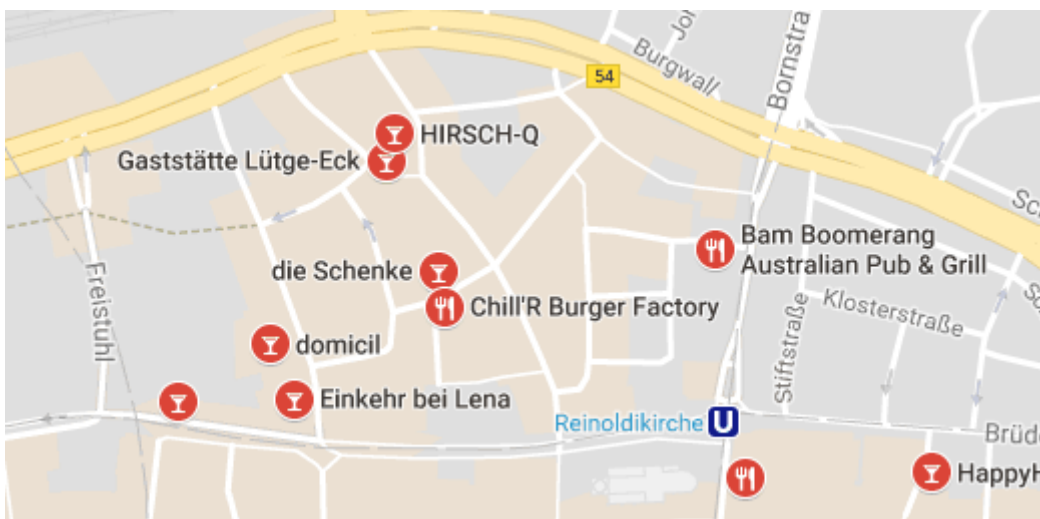 Burgwall
Bornstra
54
HIRSCH-Q
Gaststätte Lütge-Eck
Bam Boomerang
Australian Pub & Grill
die Schenke
Chill'R Burger Factory
Freistuhl
Klosterstraße
Stiftstraße
domicil
Einkehr bei Lena
Reinoldikirche
U
Brüde
HappyH